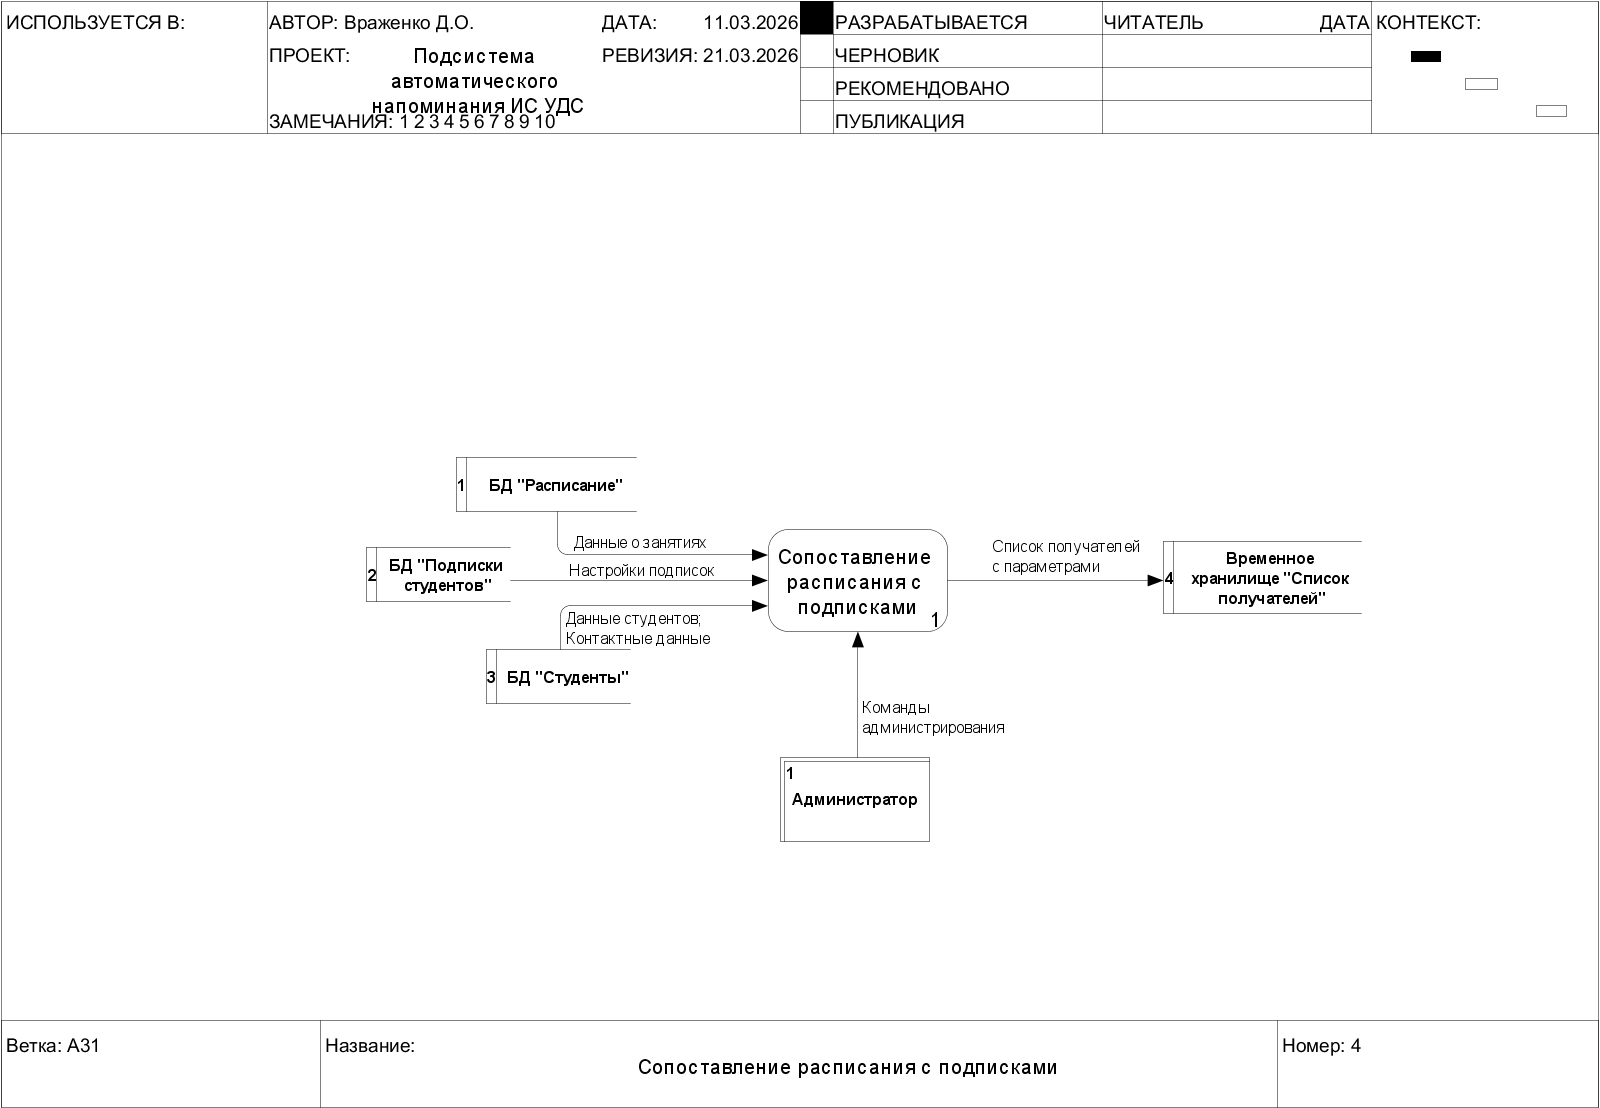 ИСПОЛЬЗУЕТСЯ В:
АВТОР: Враженко Д.О.
ДАТА: 11.03.2026
ПРОЕКТ:
Подсистема
автоматического
напоминания ИС УДС
РЕВИЗИЯ: 21.03.2026
ЗАМЕЧАНИЯ: 1 2 3 4 5 6 7 8 9 10
РАЗРАБАТЫВАЕТСЯ
ЧЕРНОВИК
РЕКОМЕНДОВАНО
ПУБЛИКАЦИЯ
ЧИТАТЕЛЬ
ДАТА
КОНТЕКСТ:
1
БД "Расписание"
Данные о занятиях
2
БД "Подписки
студентов"
Настройки подписок
Данные студентов;
Контактные данные
3
БД "Студенты"
Сопоставление
расписания с
подписками
1
Список получателей
с параметрами
4
Временное
хранилище "Список
получателей"
Команды
администрирования
1
Администратор
Ветка: A31
Название:
Сопоставление расписания с подписками
Номер: 4